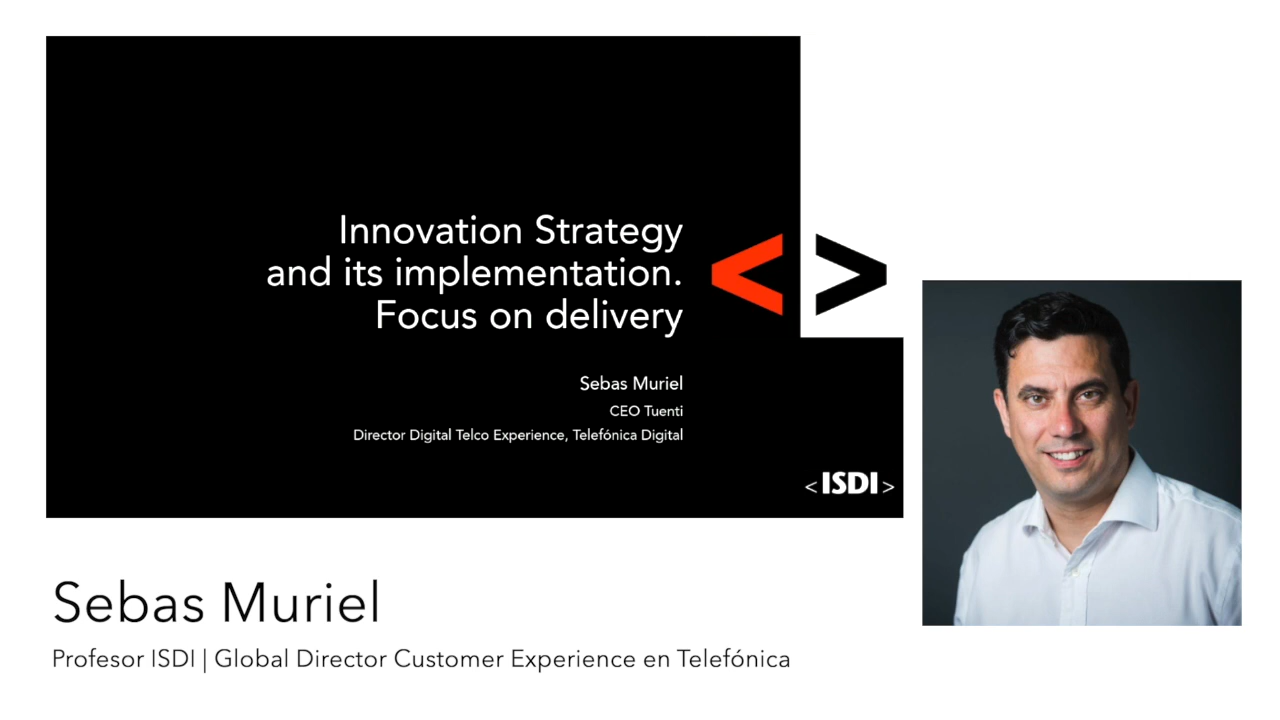 Innovation Strategy
and its implementation.
Focus on delivery
< >
Sebas Muriel
CEO Tuenti
Director Digital Telco Experience, Telefónica Digital
<ISDI>
Sebas Muriel
Profesor ISDI | Global Director Customer Experience en Telefónica